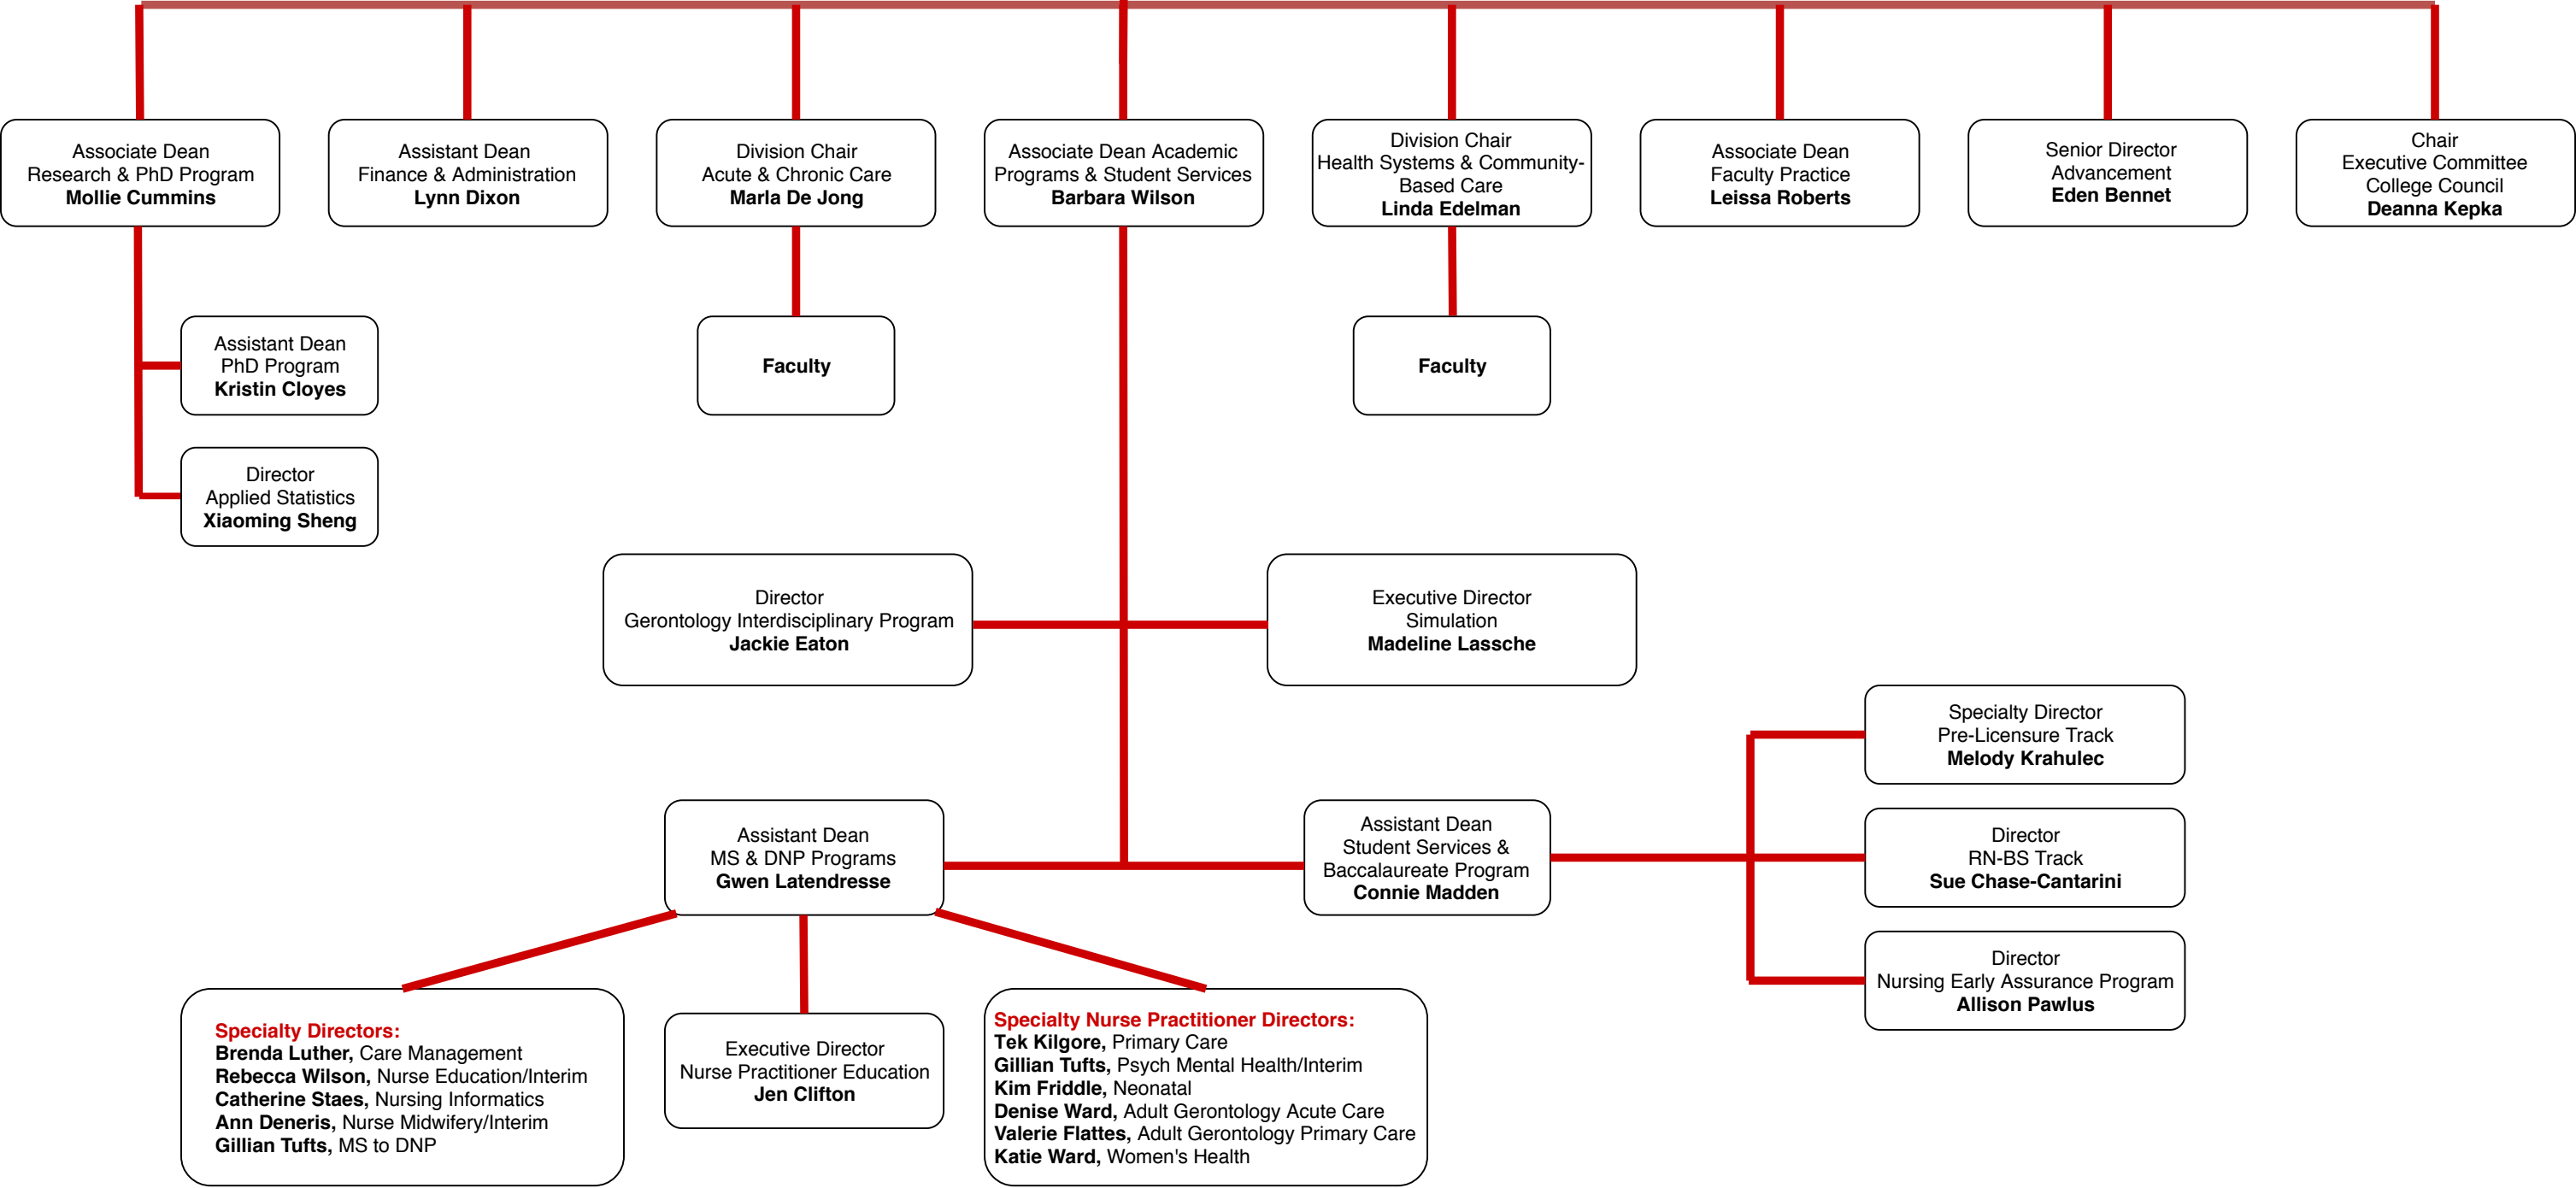 Associate Dean
Research & PhD Program
Mollie Cummins
Assistant Dean
Finance & Administration
Lynn Dixon
Division Chair
Acute & Chronic Care
Marla De Jong
Associate Dean Academic
Programs & Student Services
Barbara Wilson
Division Chair
Health Systems & Community-
Based Care
Linda Edelman
Associate Dean
Faculty Practice
Leissa Roberts
Senior Director
Advancement
Eden Bennet
Chair
Executive Committee
College Council
Deanna Kepka
Assistant Dean
PhD Program
Kristin Cloyes
Faculty
Faculty
Director
Applied Statistics
Xiaoming Sheng
Director
Gerontology Interdisciplinary Program
Jackie Eaton
Executive Director
Simulation
Madeline Lassche
Specialty Director
Pre-Licensure Track
Melody Krahulec
Assistant Dean
MS & DNP Programs
Gwen Latendresse
Assistant Dean
Student Services &
Baccalaureate Program
Connie Madden
Director
RN-BS Track
Sue Chase-Cantarini
Director
Nursing Early Assurance Program
Allison Pawlus
Specialty Directors:
Brenda Luther, Care Management
Rebecca Wilson, Nurse Education/Interim
Catherine Staes, Nursing Informatics
Ann Deneris, Nurse Midwifery/Interim
Gillian Tufts, MS to DNP
Executive Director
Nurse Practitioner Education
Jen Clifton
Specialty Nurse Practitioner Directors:
Tek Kilgore, Primary Care
Gillian Tufts, Psych Mental Health/Interim
Kim Friddle, Neonatal
Denise Ward, Adult Gerontology Acute Care
Valerie Flattes, Adult Gerontology Primary Care
Katie Ward, Women's Health